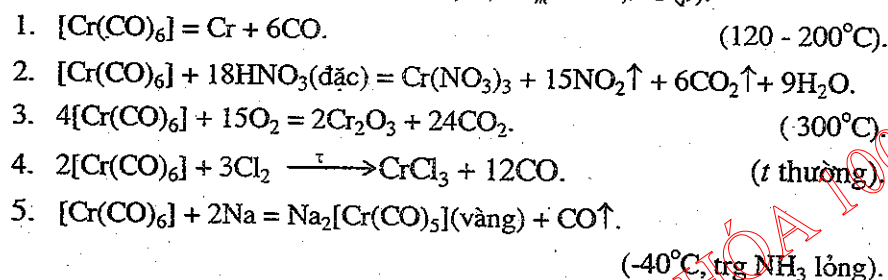 1. [Cr(CO)₆] = Cr + 6CO. (120 - 200°C).
2. [Cr(CO)₆] + 18HNO₃(đặc) = Cr(NO₃)₃ + 15NO₂↑ + 6CO₂↑+ 9H₂O.
3. 4[Cr(CO)₆] + 15O₂ = 2Cr₂O₃ + 24CO₂. (300°C).
4. 2[Cr(CO)₆] + 3Cl₂ —τ→ CrCl₃ + 12CO. (t thường).
5. [Cr(CO)₆] + 2Na = Na₂[Cr(CO)₅](vàng) + CO↑.
(-40°C, trg NH₃ lỏng).
HÓA 100